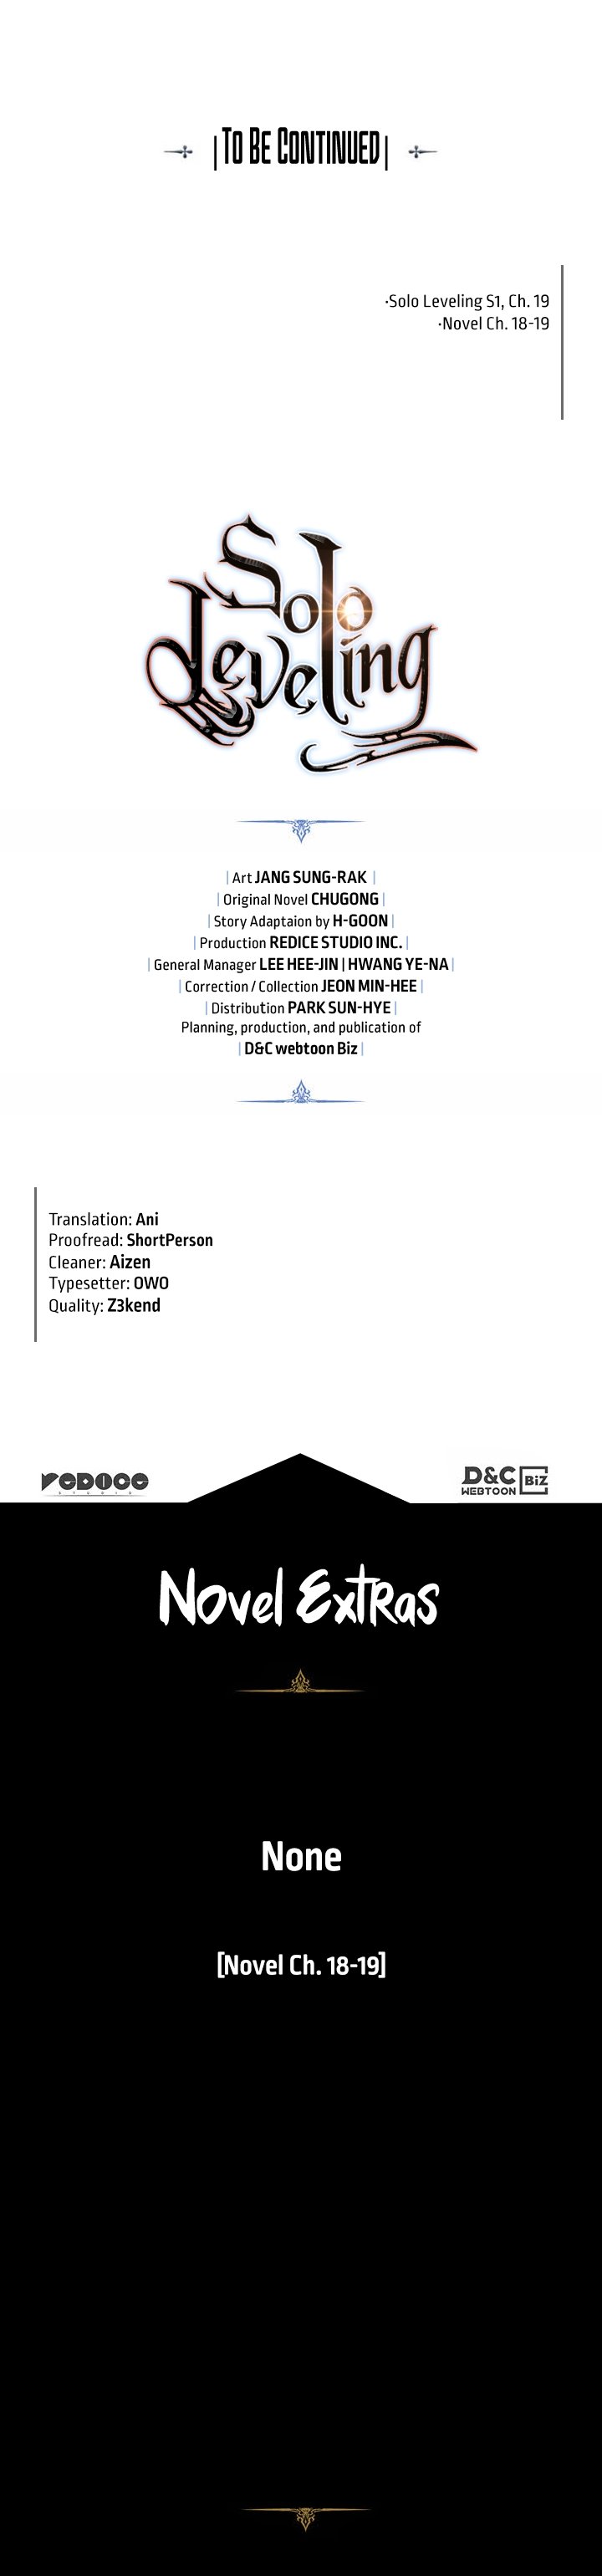 | TO BE CONTINUED |
·Solo Leveling S1, Ch. 19
·Novel Ch. 18-19
Solo
Leveling
| Art JANG SUNG-RAK |
| Original Novel CHUGONG |
| Story Adaptaion by H-GOON |
| Production REDICE STUDIO INC. |
| General Manager LEE HEE-JIN | HWANG YE-NA |
| Correction / Collection JEON MIN-HEE |
| Distribution PARK SUN-HYE |
Planning, production, and publication of
| D&C webtoon Biz |
Translation: Ani
Proofread: ShortPerson
Cleaner: Aizen
Typesetter: OWO
Quality: Z3kend
REDICE
STUDIO
D&C
WEBTOON
BiZ
Novel Extras
None
[Novel Ch. 18-19]